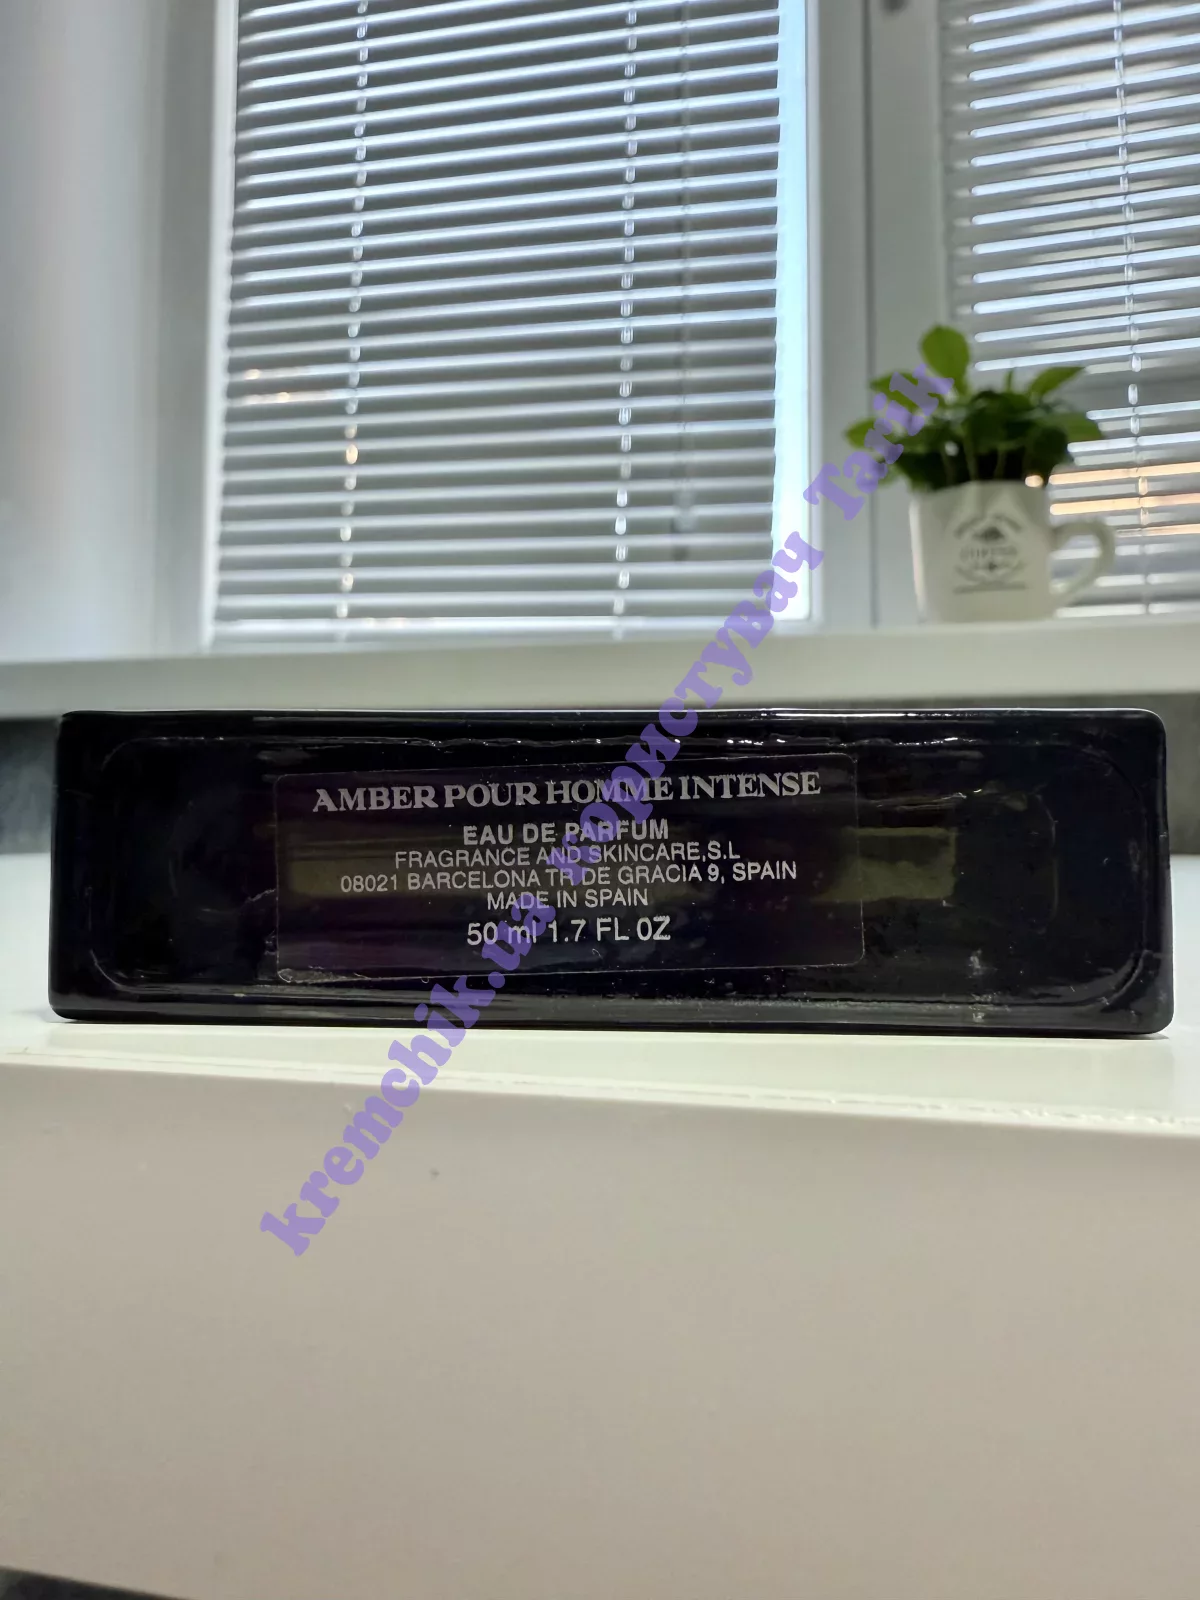 AMBER POUR HOMME INTENSE
EAU DE PARFUM
FRAGRANCE AND SKINCARE,S.L
08021 BARCELONA TR.DE GRACIA 9, SPAIN
MADE IN SPAIN
50 ml 1.7 FL OZ
kremchik.ua користувач Tarik